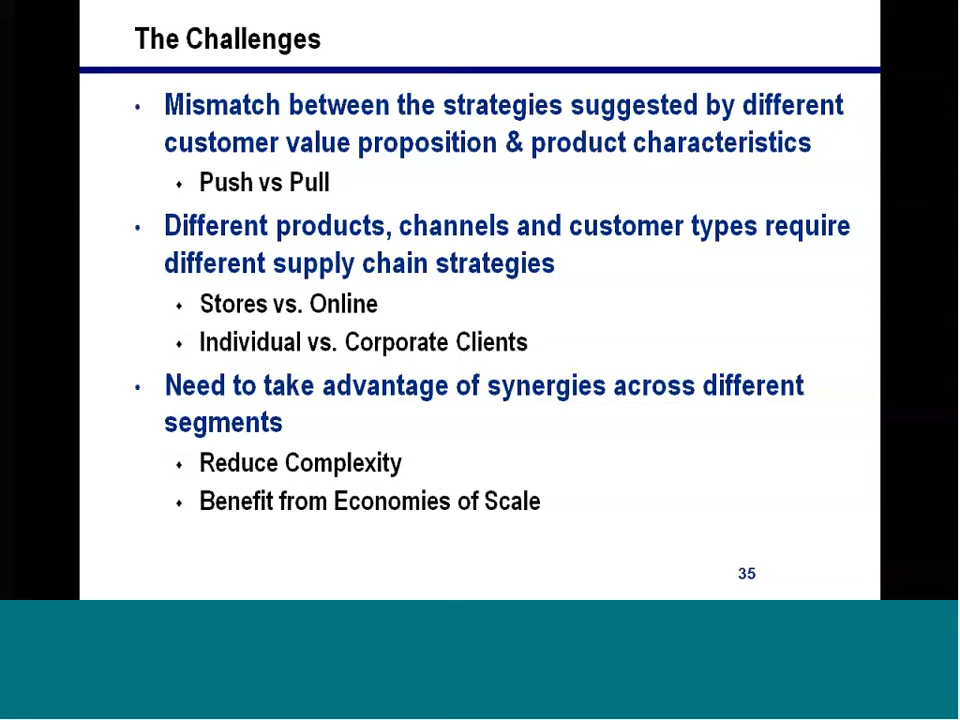 The Challenges
• Mismatch between the strategies suggested by different
customer value proposition & product characteristics
♦ Push vs Pull
• Different products, channels and customer types require
different supply chain strategies
♦ Stores vs. Online
♦ Individual vs. Corporate Clients
• Need to take advantage of synergies across different
segments
♦ Reduce Complexity
♦ Benefit from Economies of Scale
35